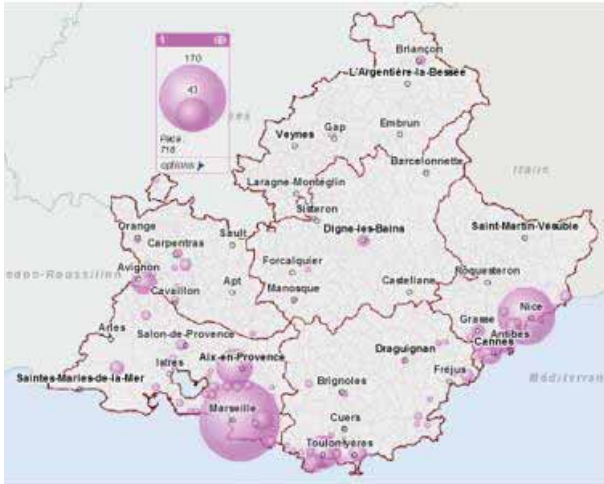 1
170
43
Paca :
718
options
Briançon
L'Argentière-la-Bessée
Veynes
Gap
Embrun
Barcelonnette
Italie
Laragne-Montéglin
Sisteron
Orange
Sault
Digne-les-Bains
Saint-Martin-Vésubie
Carpentras
Avignon
Forcalquier
Roquesteron
Cavaillon
Apt
Manosque
Castellane
Nice
Arles
Grasse
Antibes
Salon-de-Provence
Cannes
Istres
Aix-en-Provence
Draguignan
Fréjus
Saintes-Maries-de-la-Mer
Brignoles
Méditerran
Marseille
Cuers
Toulon
Hyères